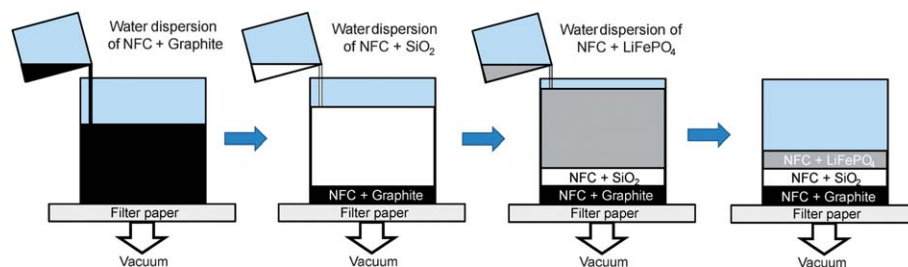 Water dispersion
of NFC + Graphite
Water dispersion
of NFC + SiO2
Water dispersion of
NFC + LiFePO4
NFC + Graphite
Filter paper
Vacuum
Filter paper
Vacuum
NFC + SiO2
NFC + Graphite
Filter paper
Vacuum
NFC + LiFePO4
NFC + SiO2
NFC + Graphite
Filter paper
Vacuum